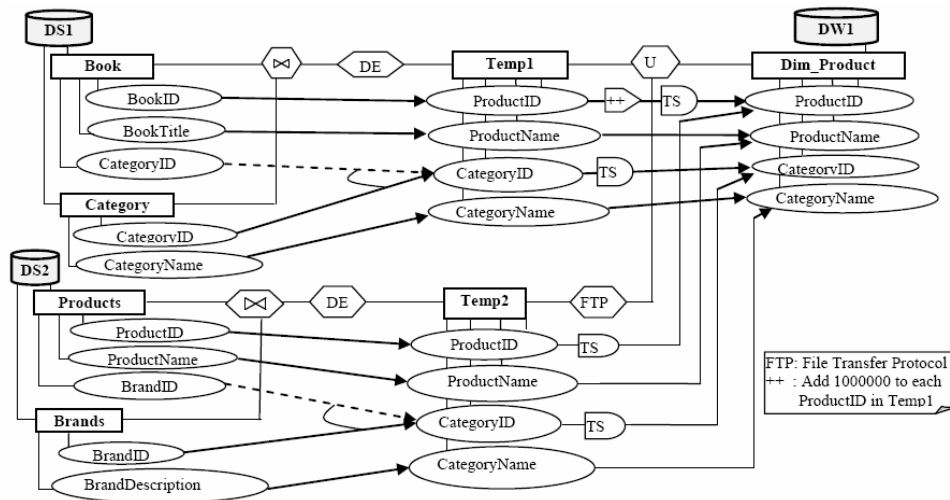 DS1
DW1
Book
DE
Temp1
U
Dim_Product
BookID
ProductID
++
TS
ProductID
BookTitle
ProductName
ProductName
CategoryID
CategoryID
TS
CategoryID
Category
CategoryName
CategoryName
CategoryID
CategoryName
DS2
Products
DE
Temp2
FTP
ProductID
ProductID
TS
ProductName
ProductName
BrandID
CategoryID
TS
Brands
BrandID
CategoryName
BrandDescription
FTP: File Transfer Protocol
++ : Add 1000000 to each
ProductID in Temp1